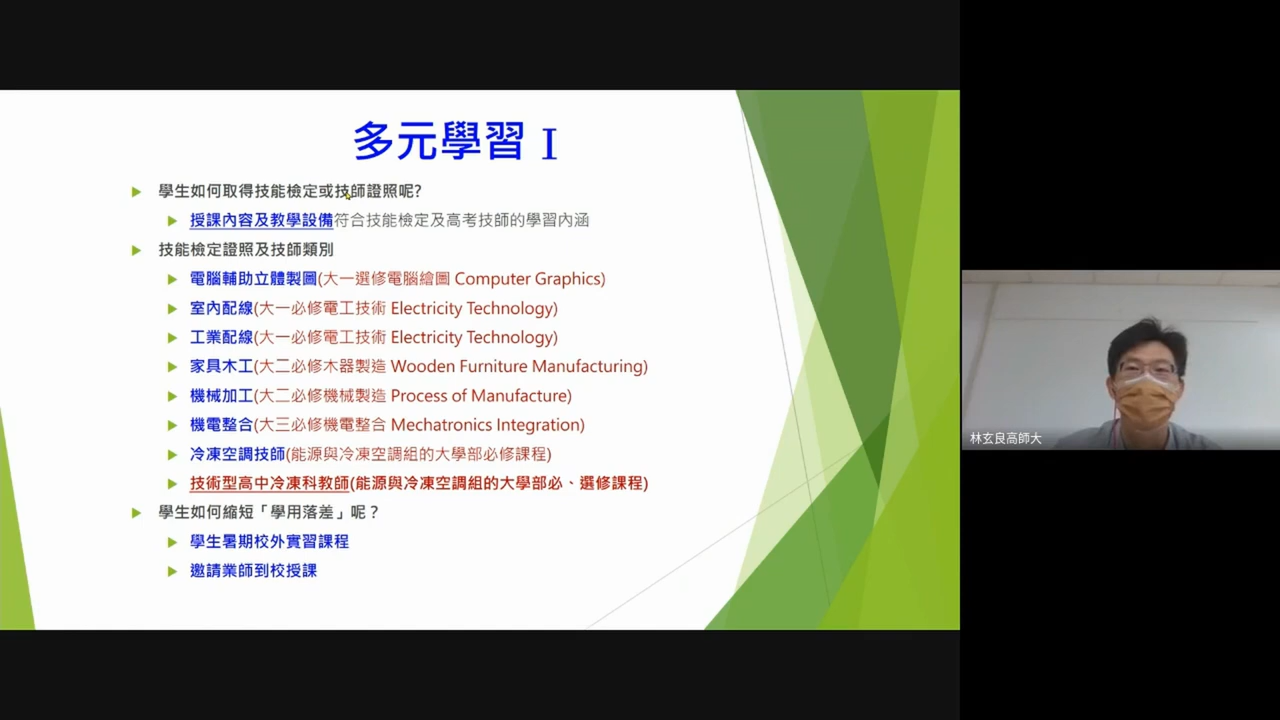 多元學習 I
學生如何取得技能檢定或技師證照呢?
授課內容及教學設備符合技能檢定及高考技師的學習內涵
技能檢定證照及技師類別
電腦輔助立體製圖(大一選修電腦繪圖 Computer Graphics)
室內配線(大一必修電工技術 Electricity Technology)
工業配線(大一必修電工技術 Electricity Technology)
家具木工(大二必修木器製造 Wooden Furniture Manufacturing)
機械加工(大二必修機械製造 Process of Manufacture)
機電整合(大三必修機電整合 Mechatronics Integration)
冷凍空調技師(能源與冷凍空調組的大學部必修課程)
技術型高中冷凍科教師(能源與冷凍空調組的大學部必、選修課程)
學生如何縮短「學用落差」呢？
學生暑期校外實習課程
邀請業師到校授課
林玄良高師大